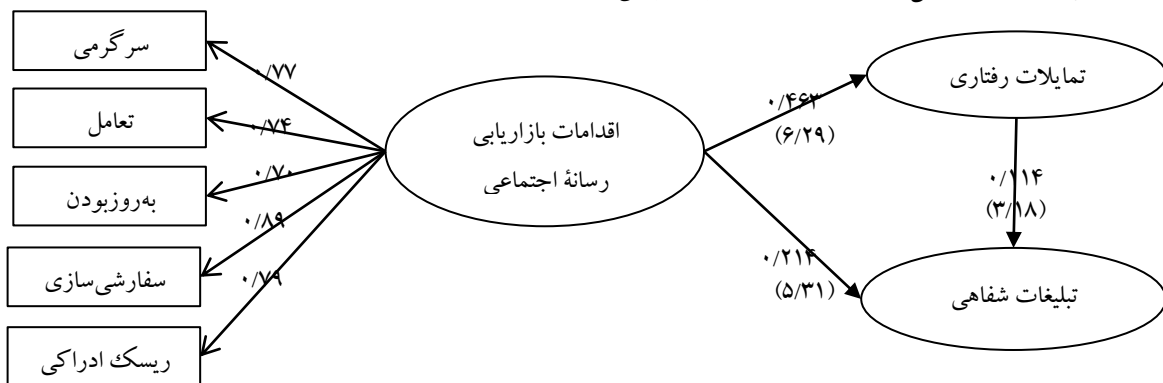 سرگرمی
تعامل
به‌روزبودن
سفارشی‌سازی
ریسک ادراکی
۰/۷۷
۰/۷۴
۰/۷۰
۰/۸۹
۰/۷۹
اقدامات بازاریابی
رسانهٔ اجتماعی
۰/۴۶۳
(۶/۲۹)
۰/۲۱۴
(۵/۳۱)
تمایلات رفتاری
۰/۱۱۴
(۳/۱۸)
تبلیغات شفاهی